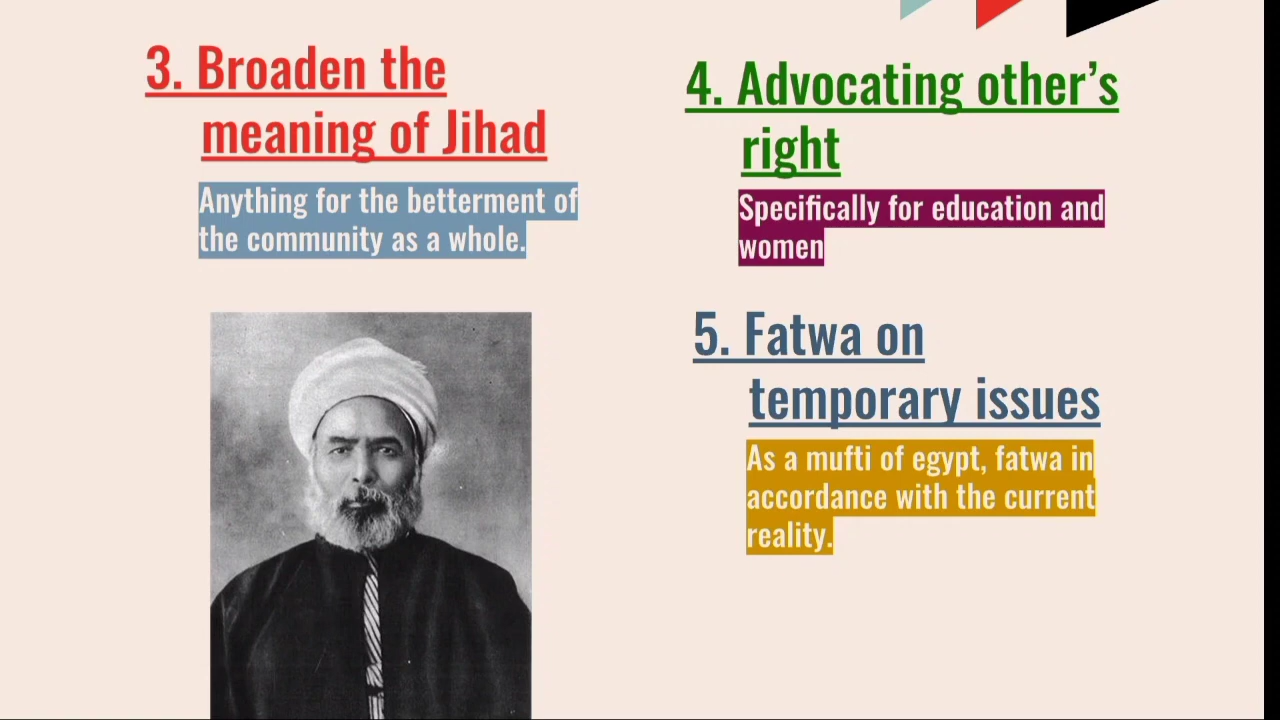 3. Broaden the
meaning of Jihad
Anything for the betterment of
the community as a whole.
4. Advocating other’s
right
Specifically for education and
women
5. Fatwa on
temporary issues
As a mufti of egypt, fatwa in
accordance with the current
reality.